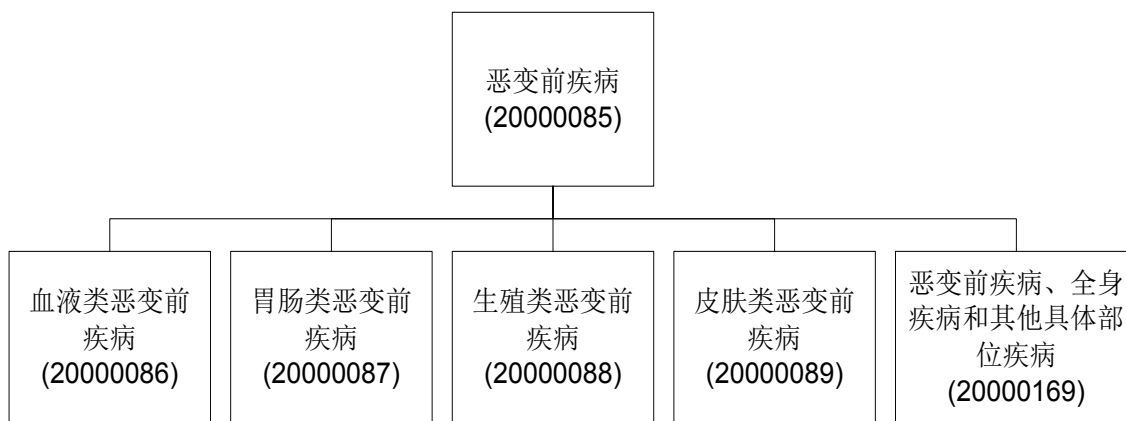 恶变前疾病
(20000085)
血液类恶变前
疾病
(20000086)
胃肠类恶变前
疾病
(20000087)
生殖类恶变前
疾病
(20000088)
皮肤类恶变前
疾病
(20000089)
恶变前疾病、全身
疾病和其他具体部
位疾病
(20000169)